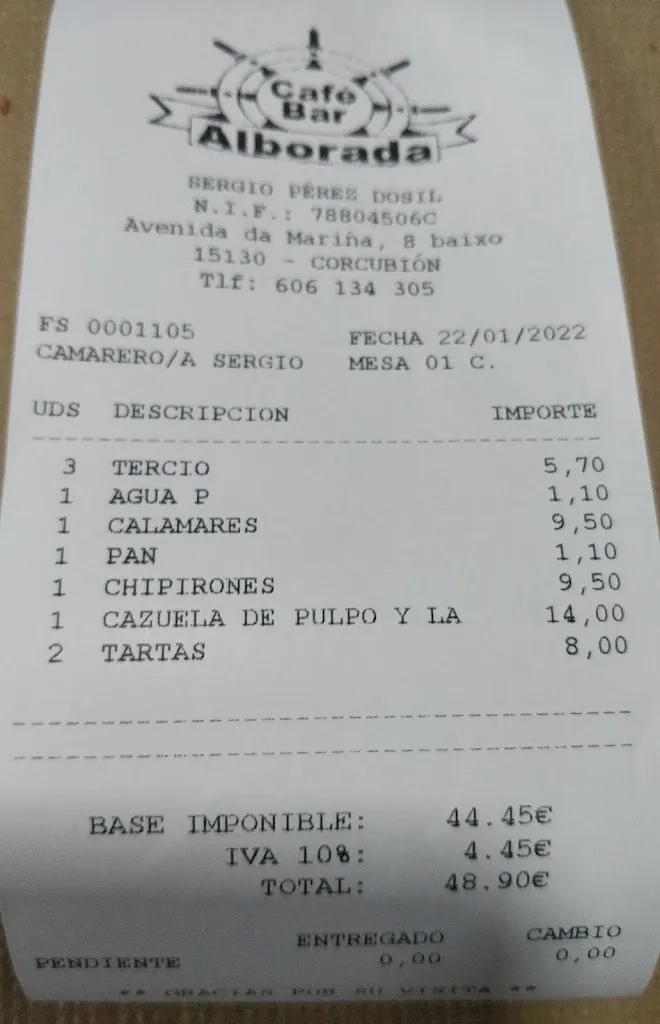 Café
Bar
Alborada
SERGIO PÉREZ DOSIL
N.I.F.: 78804506C
Avenida da Mariña, 8 baixo
15130 - CORCUBIÓN
Tlf: 606 134 305
FS 0001105 FECHA 22/01/2022
CAMARERO/A SERGIO MESA 01 C.
UDS DESCRIPCION IMPORTE
3 TERCIO 5,70
1 AGUA P 1,10
1 CALAMARES 9,50
1 PAN 1,10
1 CHIPIRONES 9,50
1 CAZUELA DE PULPO Y LA 14,00
2 TARTAS 8,00
BASE IMPONIBLE: 44.45€
IVA 10%: 4.45€
TOTAL: 48.90€
ENTREGADO CAMBIO
PENDIENTE 0,00 0,00
** GRACIAS POR SU VISITA **